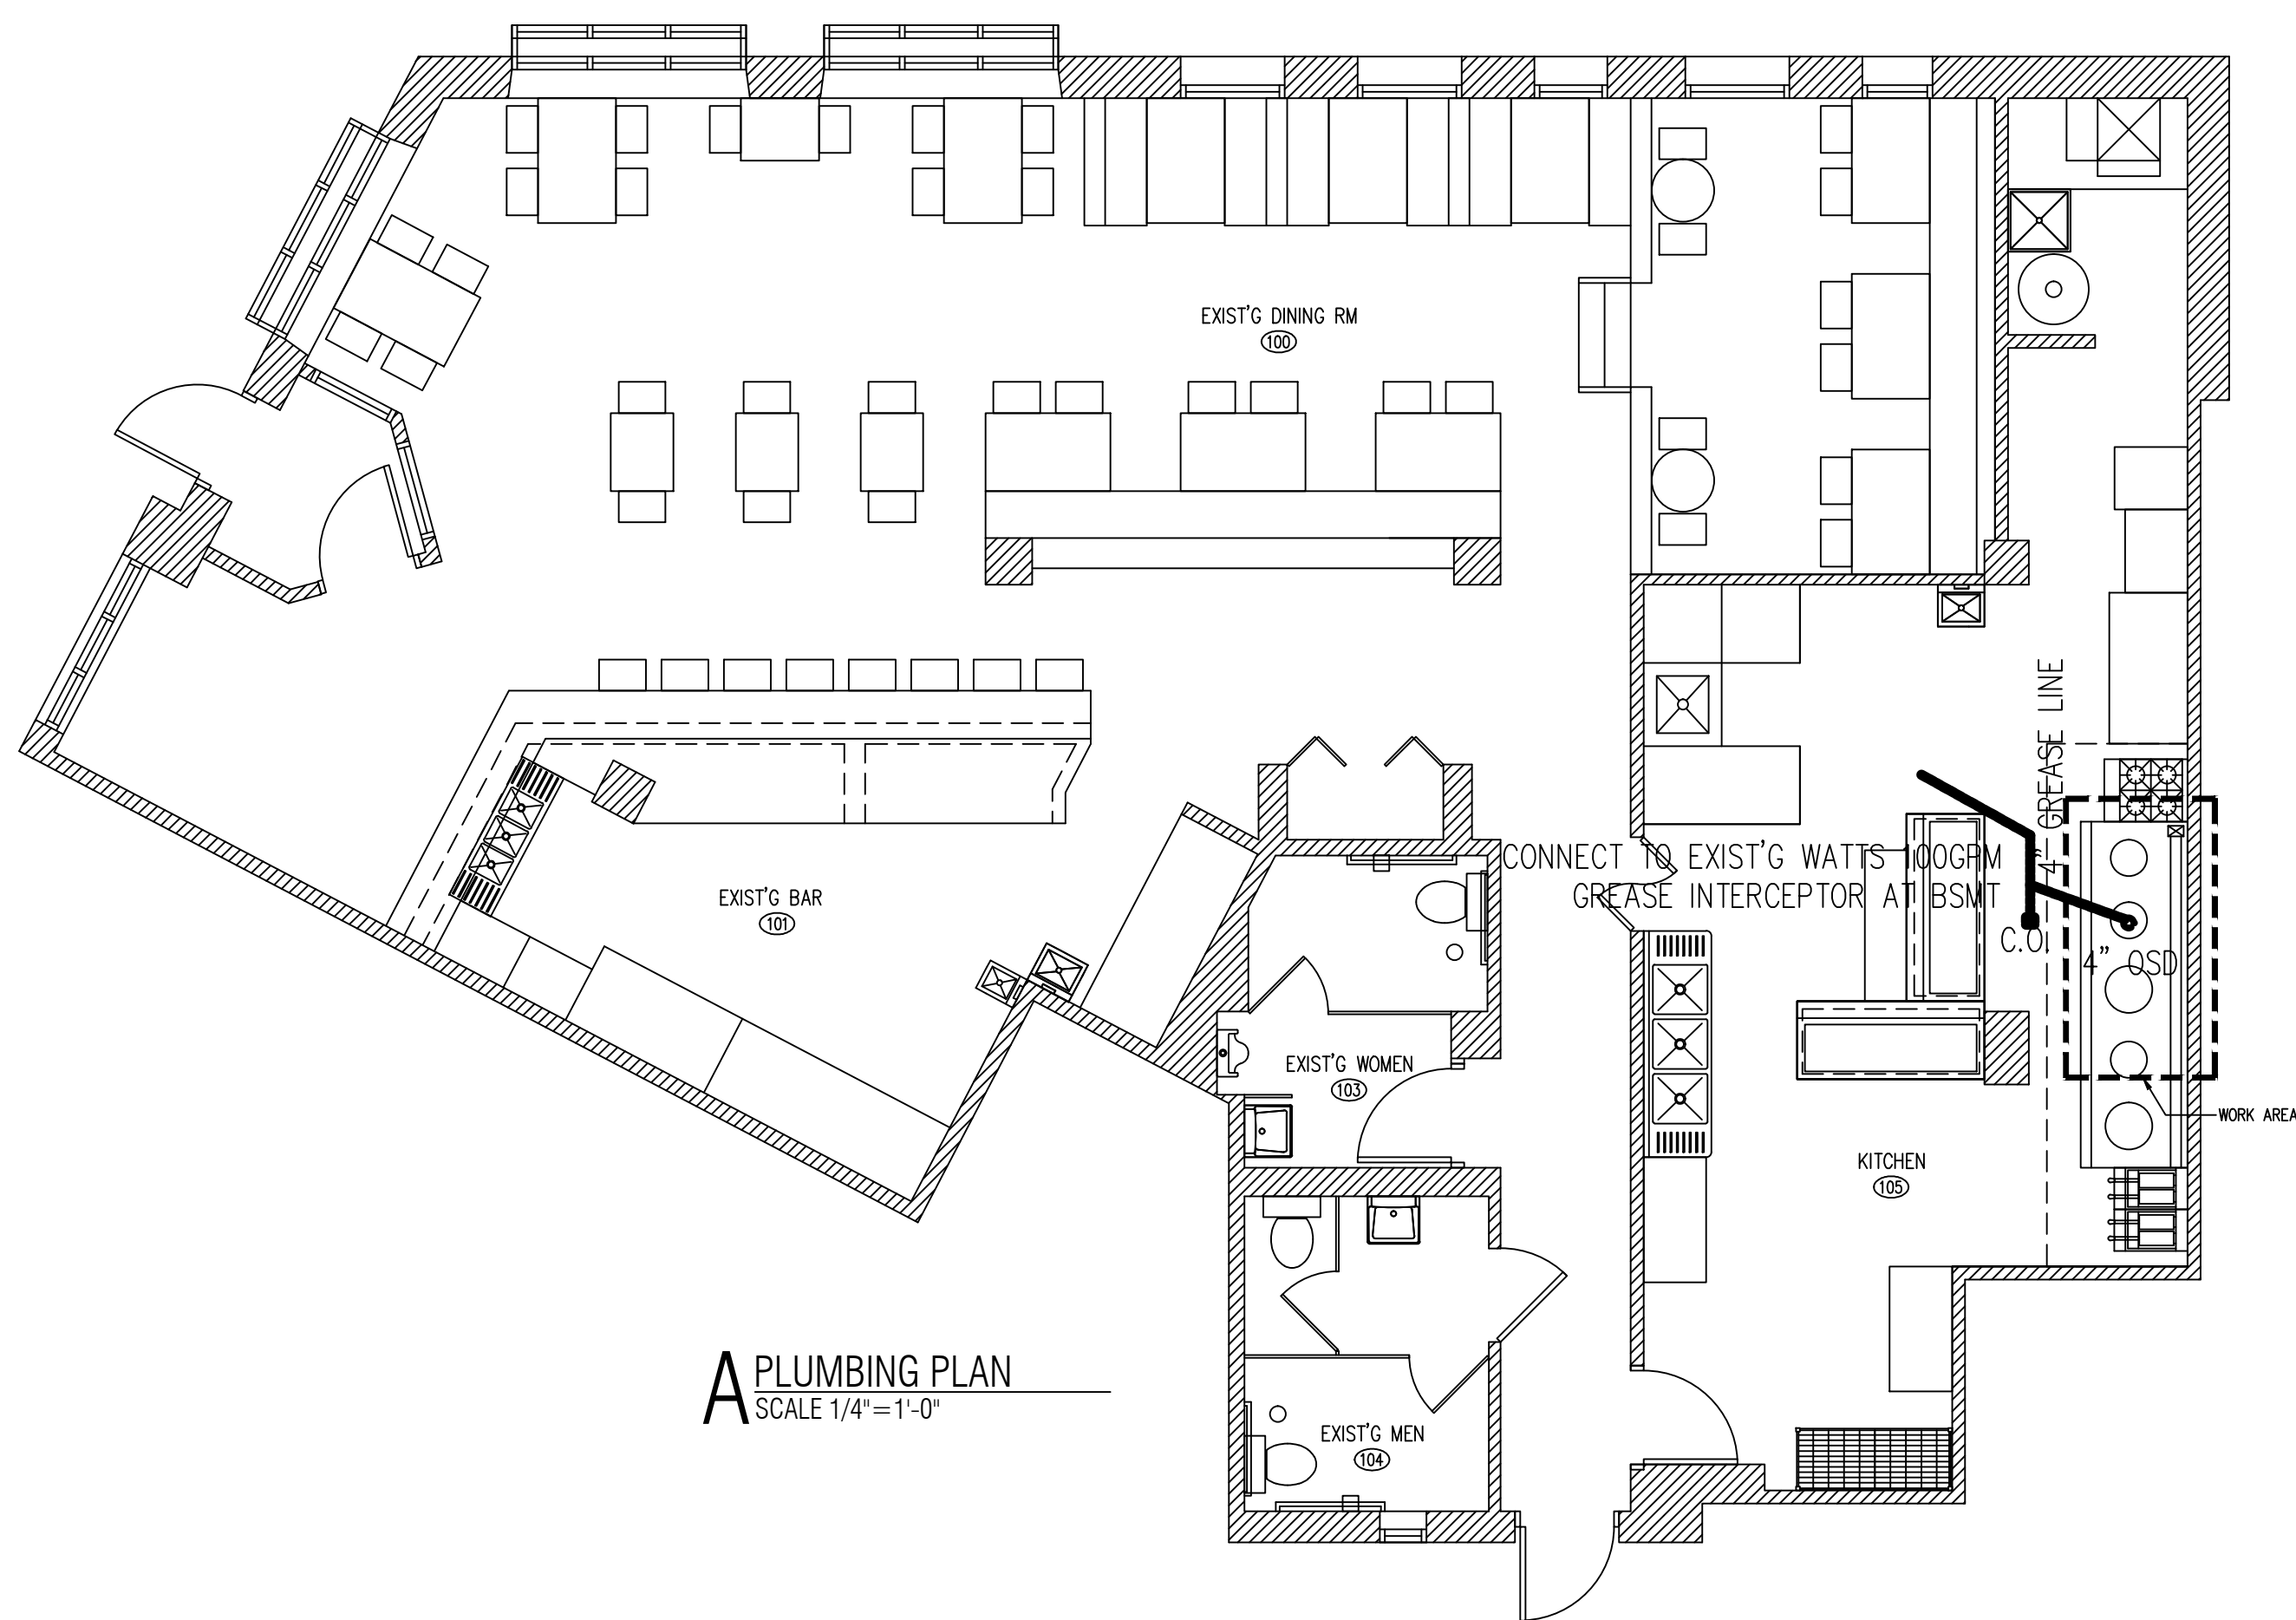 EXIST'G DINING RM
100
4" GREASE LINE
CONNECT TO EXIST'G WATTS 100GPM
GREASE INTERCEPTOR AT BSMT
EXIST'G BAR
101
C.O.
4" OSD
EXIST'G WOMEN
103
WORK AREA
KITCHEN
105
A PLUMBING PLAN
SCALE 1/4"=1'-0"
EXIST'G MEN
104